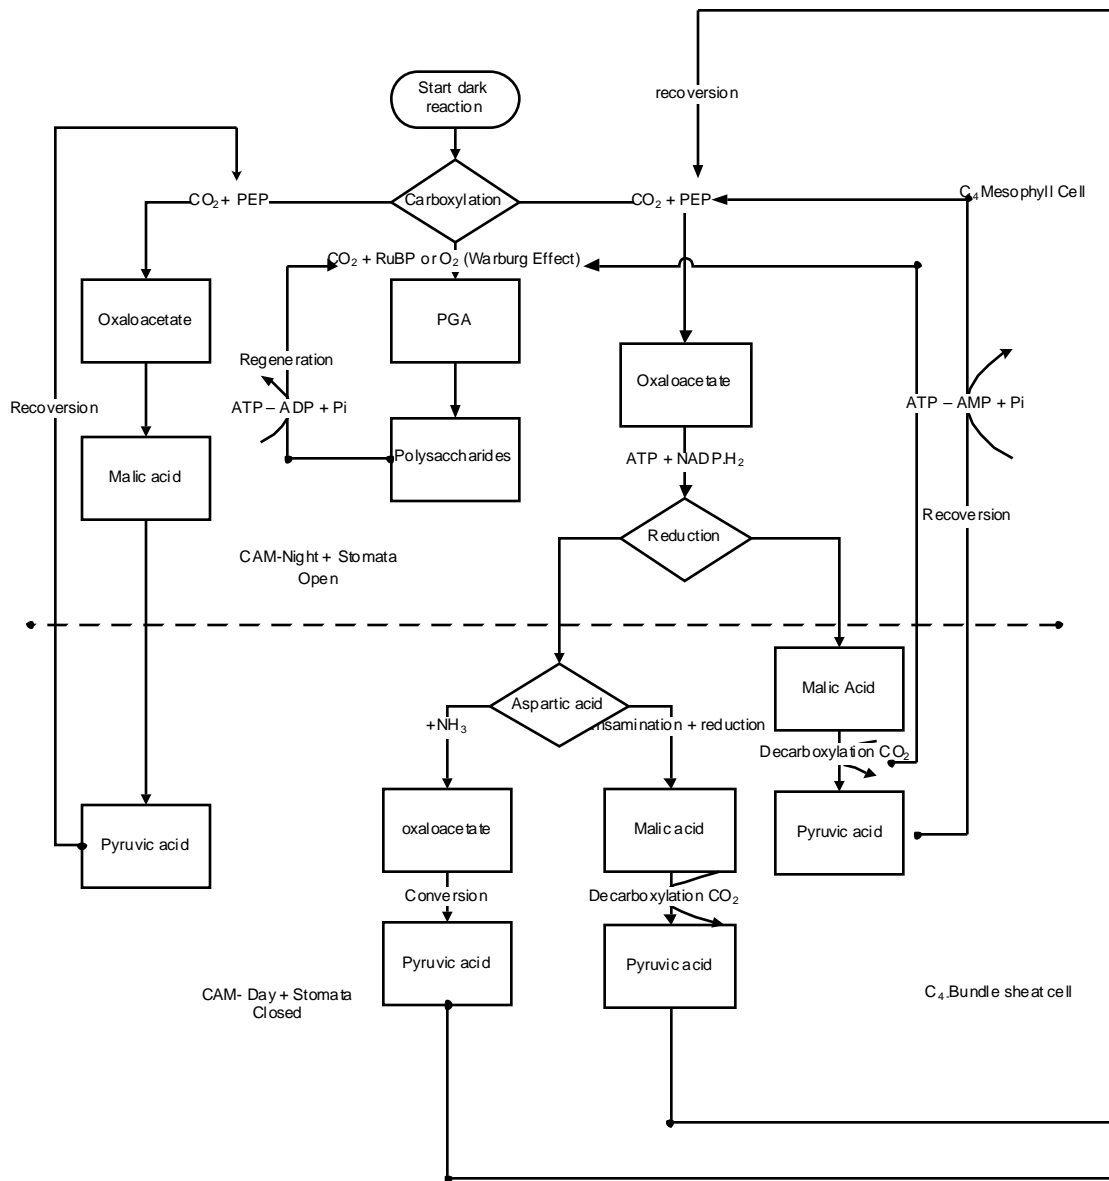 Start dark
reaction
recoversion
CO₂ + PEP
Carboxylation
CO₂ + PEP
C₄ Mesophyll Cell
CO₂ + RuBP or O₂ (Warburg Effect)
Oxaloacetate
PGA
Regeneration
Oxaloacetate
Recoversion
ATP – ADP + Pi
ATP – AMP + Pi
Malic acid
Polysaccharides
ATP + NADP.H₂
Recoversion
Reduction
CAM-Night + Stomata
Open
Malic Acid
Aspartic acid
+NH₃
nsamination + reduction
Decarboxylation CO₂
Pyruvic acid
oxaloacetate
Malic acid
Pyruvic acid
Conversion
Decarboxylation CO₂
Pyruvic acid
Pyruvic acid
CAM- Day + Stomata
Closed
C₄.Bundle sheat cell